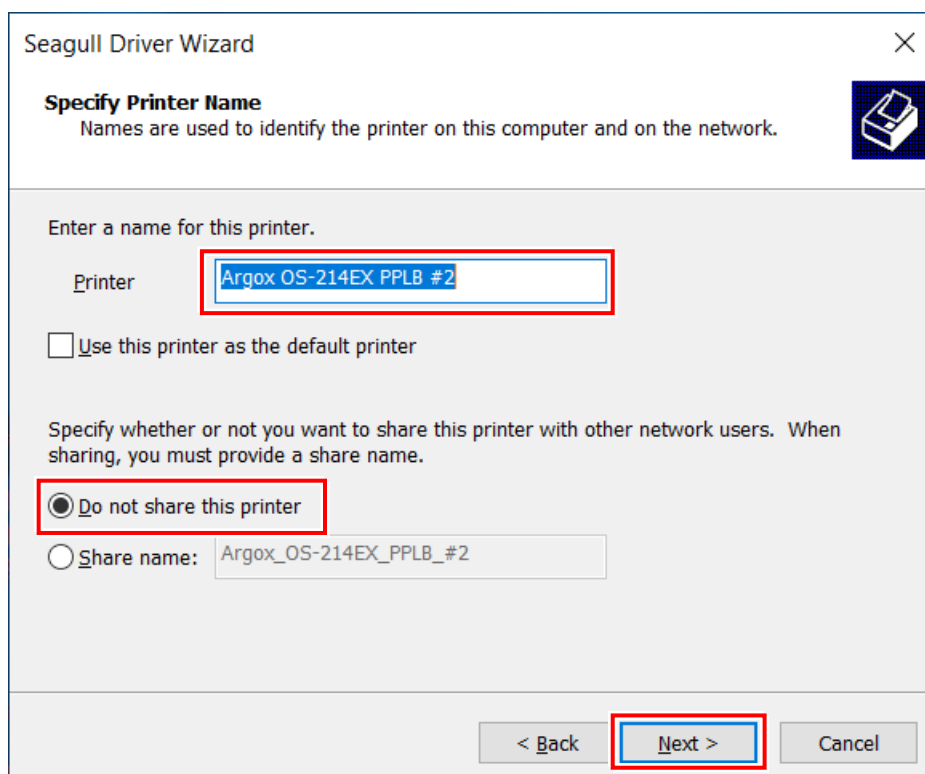 Seagull Driver Wizard
Specify Printer Name
Names are used to identify the printer on this computer and on the network.
Enter a name for this printer.
Printer
Argox OS-214EX PPLB #2
Use this printer as the default printer
Specify whether or not you want to share this printer with other network users.  When
sharing, you must provide a share name.
Do not share this printer
Share name:
Argox_OS-214EX_PPLB_#2
< Back
Next >
Cancel